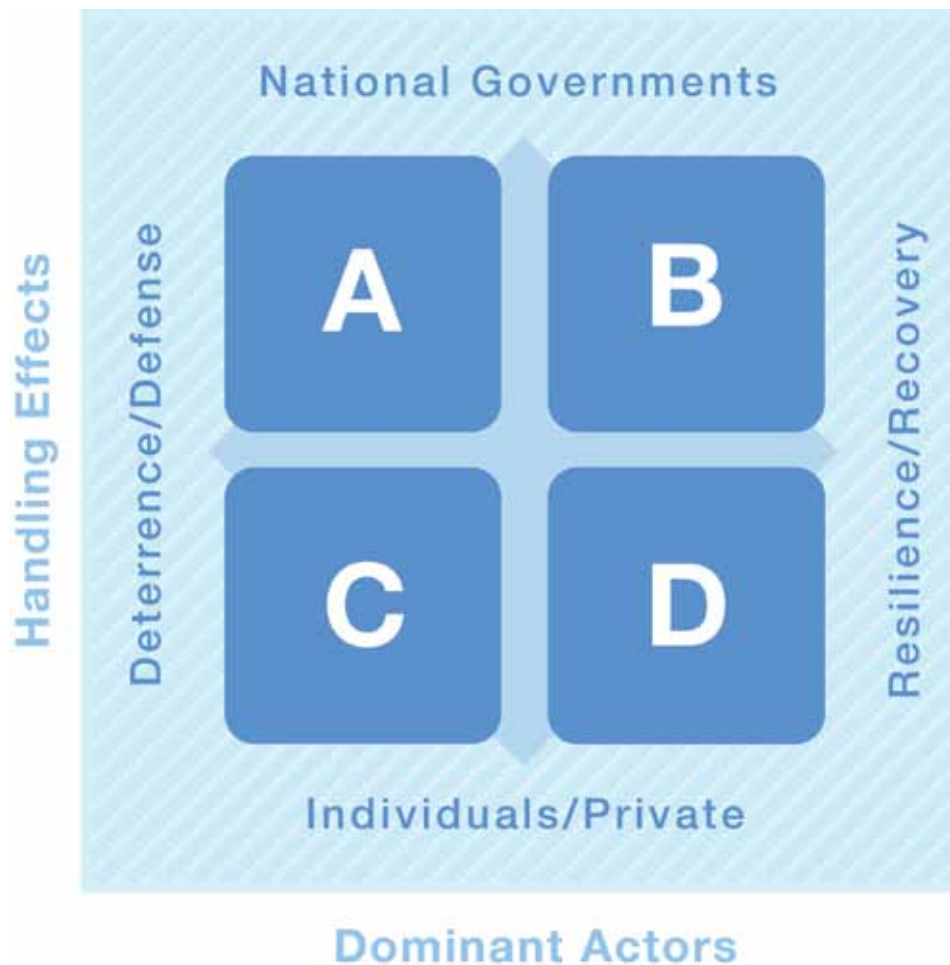 National Governments
Handling Effects
Deterrence/Defense
A
B
Resilience/Recovery
C
D
Individuals/Private
Dominant Actors